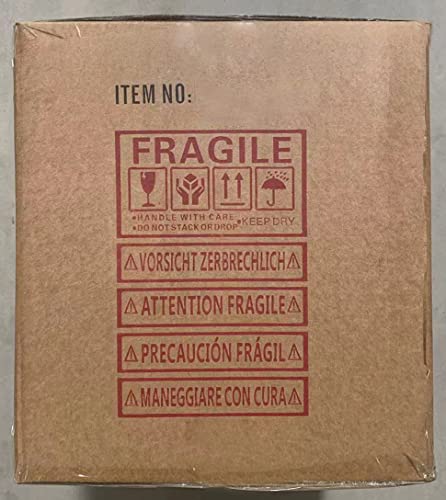 ITEM NO:
FRAGILE
•HANDLE WITH CARE
•DO NOT STACK OR DROP
•KEEP DRY
⚠VORSICHT ZERBRECHLICH⚠
⚠ATTENTION FRAGILE⚠
⚠PRECAUCIÓN FRÁGIL⚠
⚠MANEGGIARE CON CURA⚠